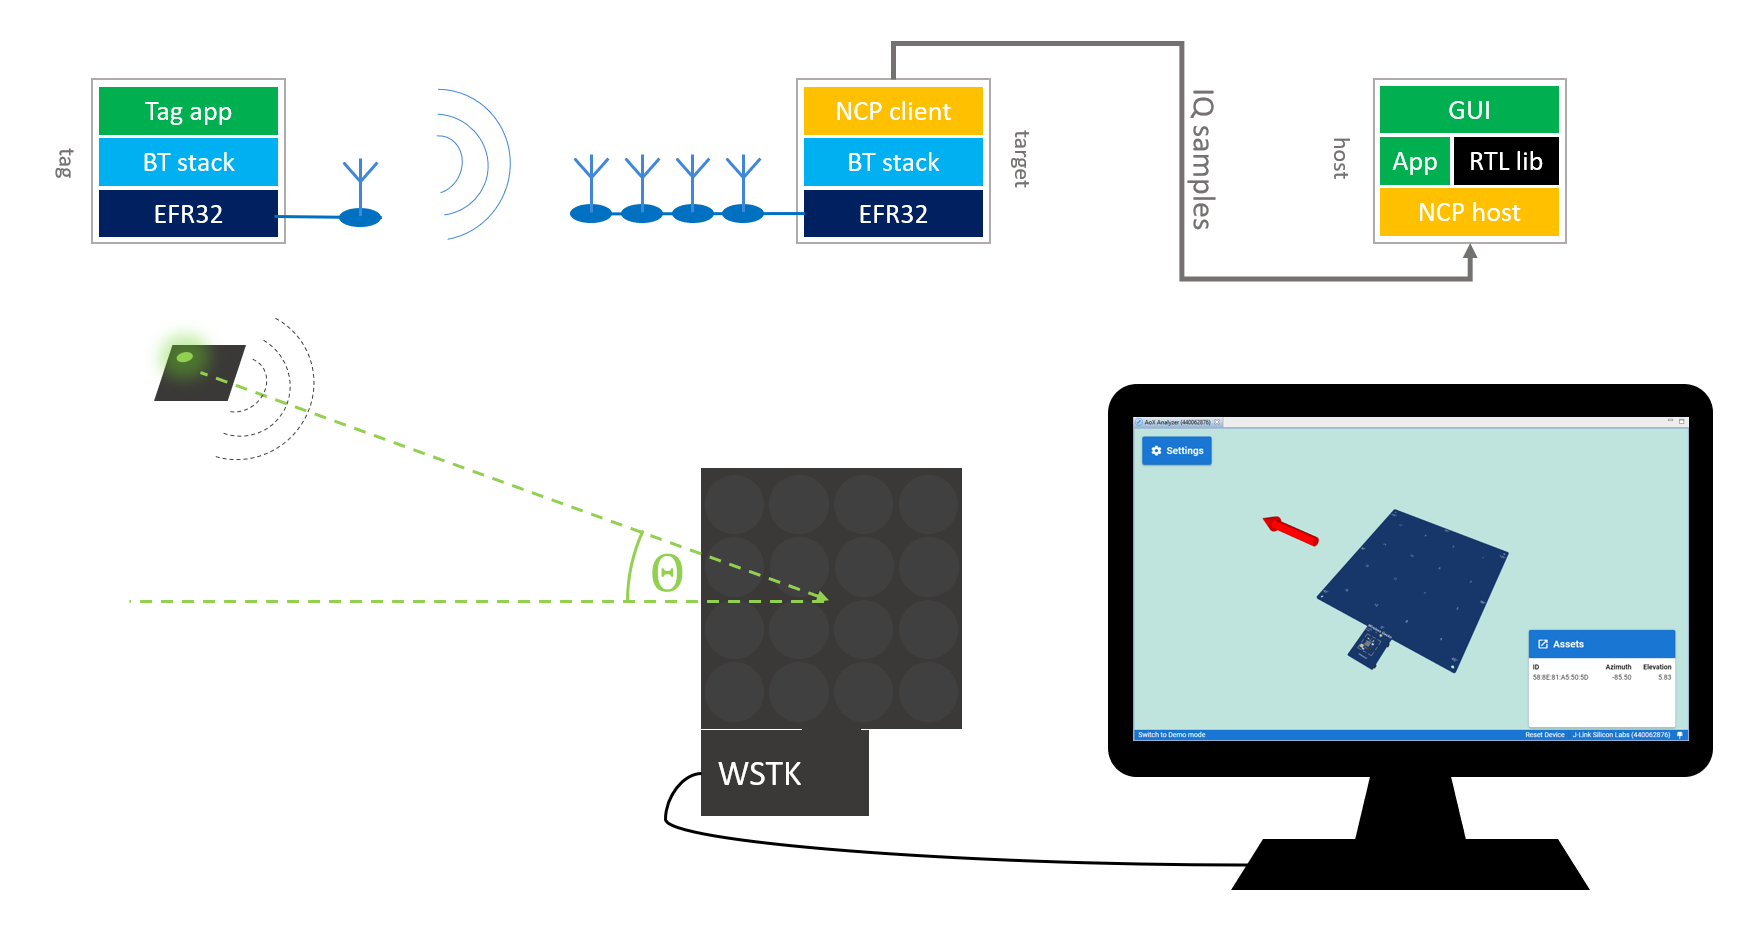 tag
Tag app
BT stack
EFR32
NCP client
BT stack
EFR32
target
IQ samples
host
GUI
App
RTL lib
NCP host
Θ
WSTK
AoX Analyzer (440062876)
Settings
Assets
ID Azimuth Elevation
58:8E:81:A5:50:5D -85.50 5.83
Switch to Demo mode
Reset Device J-Link Silicon Labs (440062876)